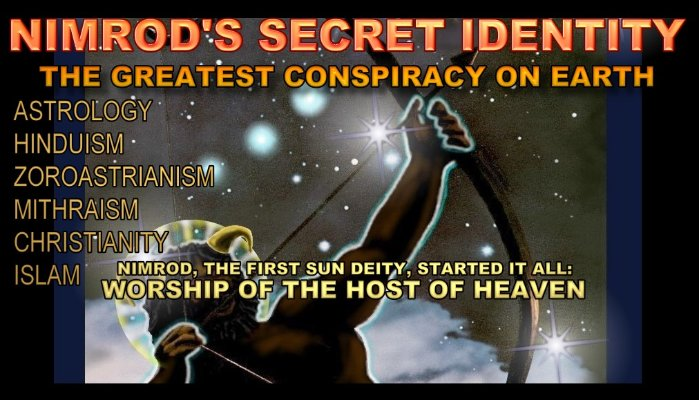 NIMROD'S SECRET IDENTITY
THE GREATEST CONSPIRACY ON EARTH
ASTROLOGY
HINDUISM
ZOROASTRIANISM
MITHRAISM
CHRISTIANITY
ISLAM
NIMROD, THE FIRST SUN DEITY, STARTED IT ALL:
WORSHIP OF THE HOST OF HEAVEN